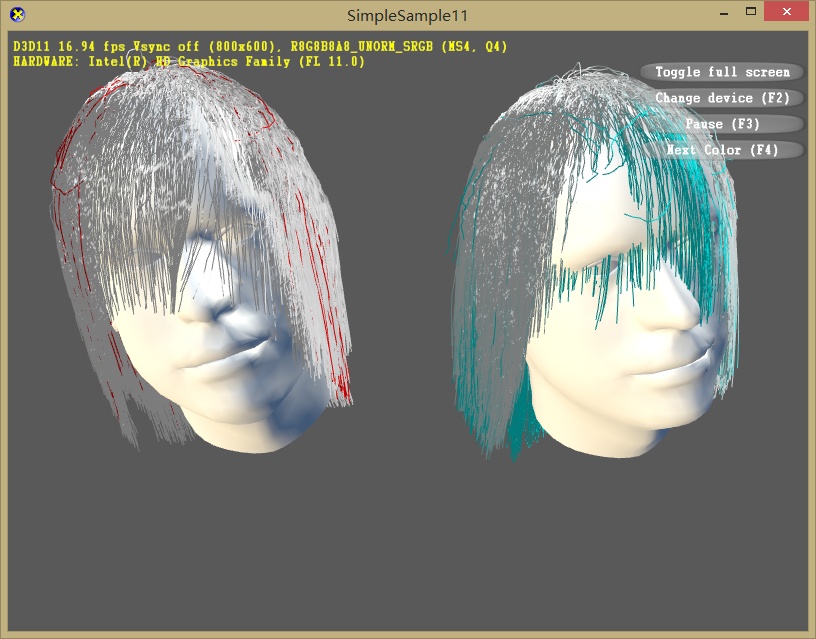 SimpleSample11
D3D11 16.94 fps Vsync off (800x600), R8G8B8A8_UNORM_SRGB (MS4, Q4)
HARDWARE: Intel(R) HD Graphics Family (FL 11.0)
Toggle full screen
Change device (F2)
Pause (F3)
Next Color (F4)